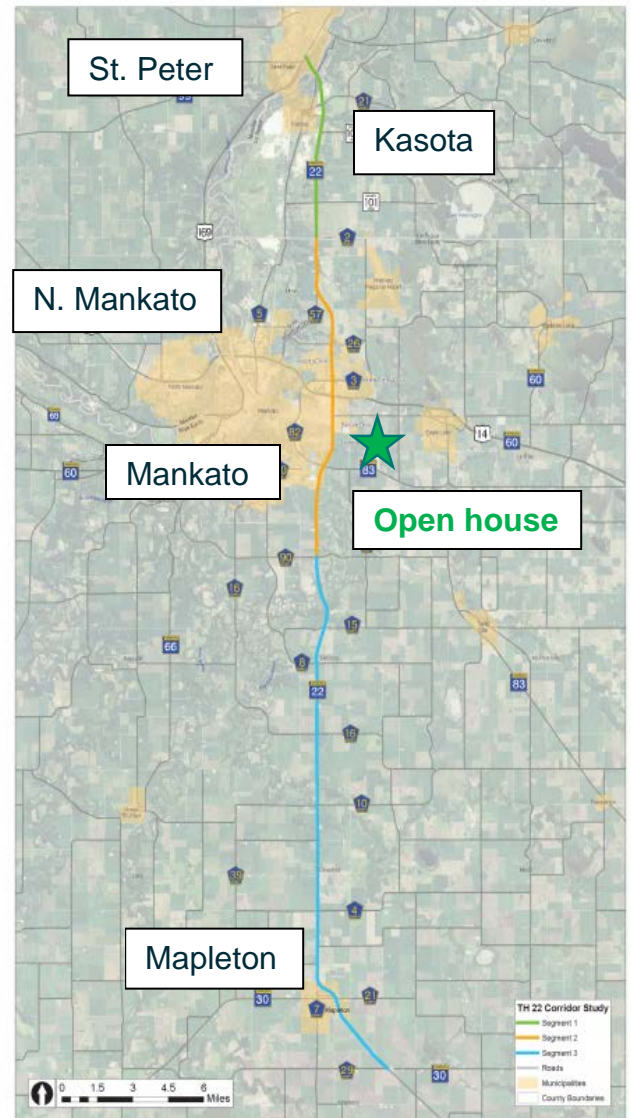 St. Peter
21
Kasota
22
101
169
2
N. Mankato
5
57
26
3
60
14
60
82
Mankato
60
83
Open house
90
16
15
66
8
22
83
16
10
39
4
Mapleton
30
7
Mapleton
21
29
30
TH 22 Corridor Study
Segment 1
Segment 2
Segment 3
Roads
Municipalities
County Boundaries
0 1.5 3 4.5 6
Miles